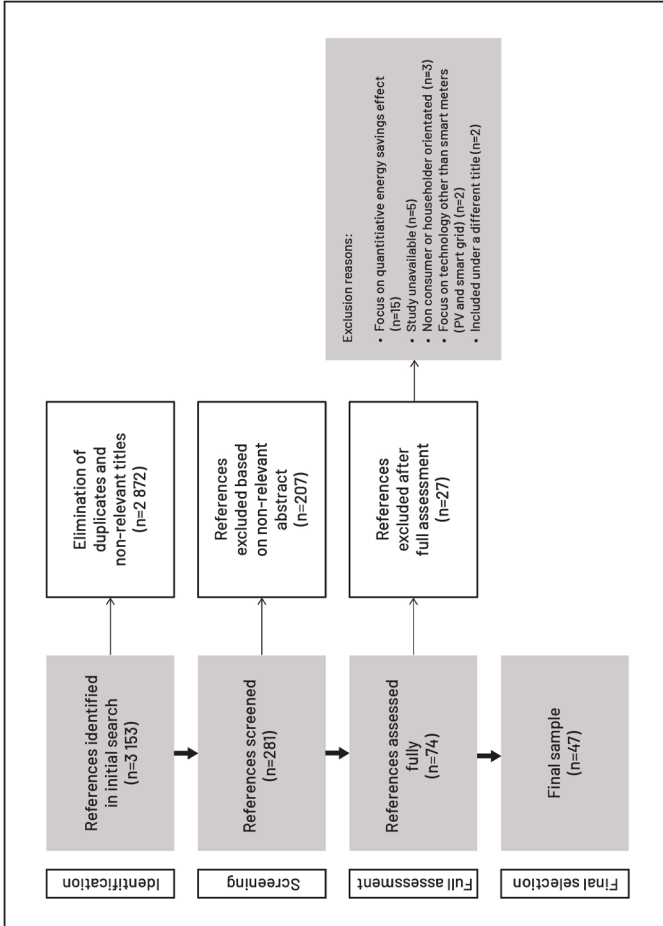 Identification
References identified
in initial search
(n=3 153)
Elimination of
duplicates and
non-relevant titles
(n=2 872)
Screening
References screened
(n=281)
References
excluded based
on non-relevant
abstract
(n=207)
Full assessment
References assessed
fully
(n=74)
References
excluded after
full assessment
(n=27)
Exclusion reasons:
• Focus on quantitiative energy savings effect
(n=15)
• Study unavailable (n=5)
• Non consumer or householder orientated (n=3)
• Focus on technology other than smart meters
(PV and smart grid) (n=2)
• Included under a different title (n=2)
Final selection
Final sample
(n=47)